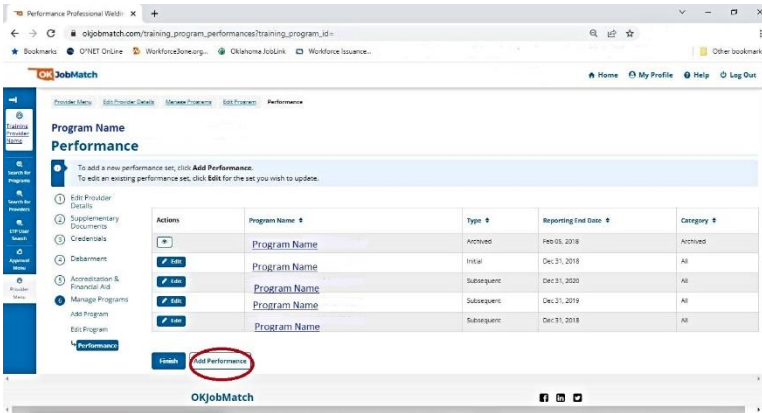 Performance Professional Weldin
okjobmatch.com/training_program_performances?training_program_id=
Bookmarks O*NET OnLine Workforce3one.org... Oklahoma JobLink Workforce Issuance... Other bookmark
OK JobMatch
Home My Profile Help Log Out
Provider Menu Edit Provider Details Manage Programs Edit Program Performance
Training
Provider
Name
Search for
Programs
Search for
Providers
ETP User
Search
Approval
Menu
Provider
Menu
Program Name
Performance
To add a new performance set, click Add Performance.
To edit an existing performance set, click Edit for the set you wish to update.
1 Edit Provider
Details
2 Supplementary
Documents
3 Credentials
4 Debarment
5 Accreditation &
Financial Aid
6 Manage Programs
Add Program
Edit Program
Performance
Actions Program Name Type Reporting End Date Category
Program Name Archived Feb 05, 2018 Archived
Edit Program Name Initial Dec 31, 2018 All
Edit Program Name Subsequent Dec 31, 2020 All
Edit Program Name Subsequent Dec 31, 2019 All
Edit Program Name Subsequent Dec 31, 2018 All
Finish Add Performance
OKJobMatch